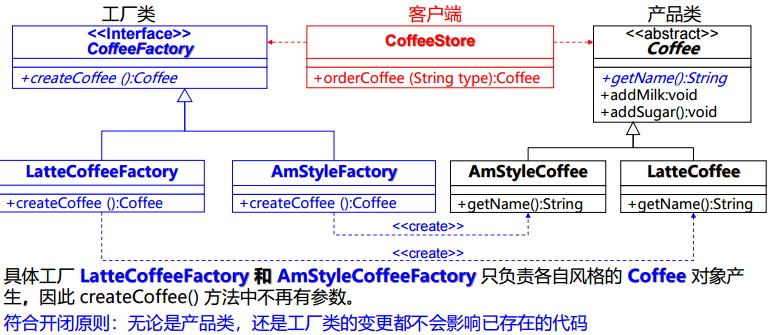 工厂类
客户端
产品类
<<Interface>>
CoffeeFactory
+createCoffee ():Coffee
CoffeeStore
+orderCoffee (String type):Coffee
<<abstract>>
Coffee
+getName():String
+addMilk:void
+addSugar():void
LatteCoffeeFactory
+createCoffee ():Coffee
AmStyleFactory
+createCoffee ():Coffee
AmStyleCoffee
+getName():String
LatteCoffee
+getName():String
<<create>>
<<create>>
具体工厂 LatteCoffeeFactory 和 AmStyleCoffeeFactory 只负责各自风格的 Coffee 对象产
生，因此 createCoffee() 方法中不再有参数。
符合开闭原则：无论是产品类，还是工厂类的变更都不会影响已存在的代码